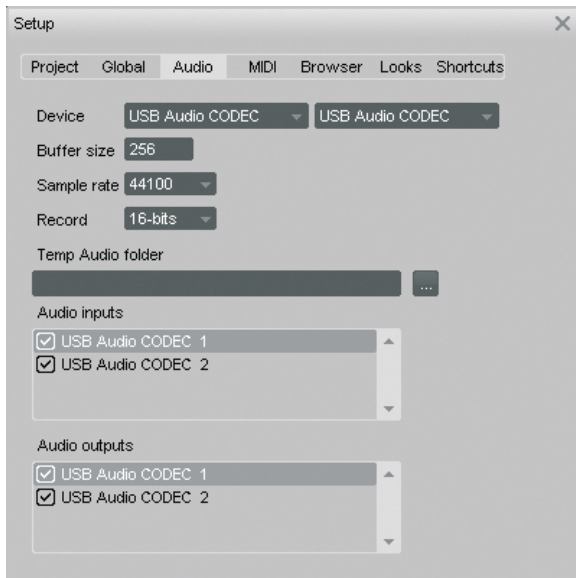 Setup
Project Global Audio MIDI Browser Looks Shortcuts
Device USB Audio CODEC USB Audio CODEC
Buffer size 256
Sample rate 44100
Record 16-bits
Temp Audio folder
...
Audio inputs
USB Audio CODEC 1
USB Audio CODEC 2
Audio outputs
USB Audio CODEC 1
USB Audio CODEC 2